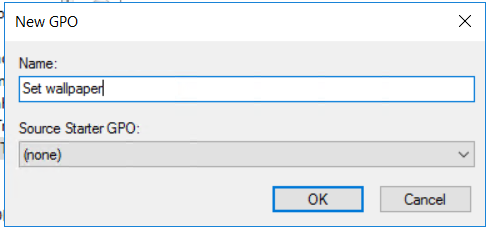 New GPO
Name:
Set wallpaper
Source Starter GPO:
(none)
OK
Cancel